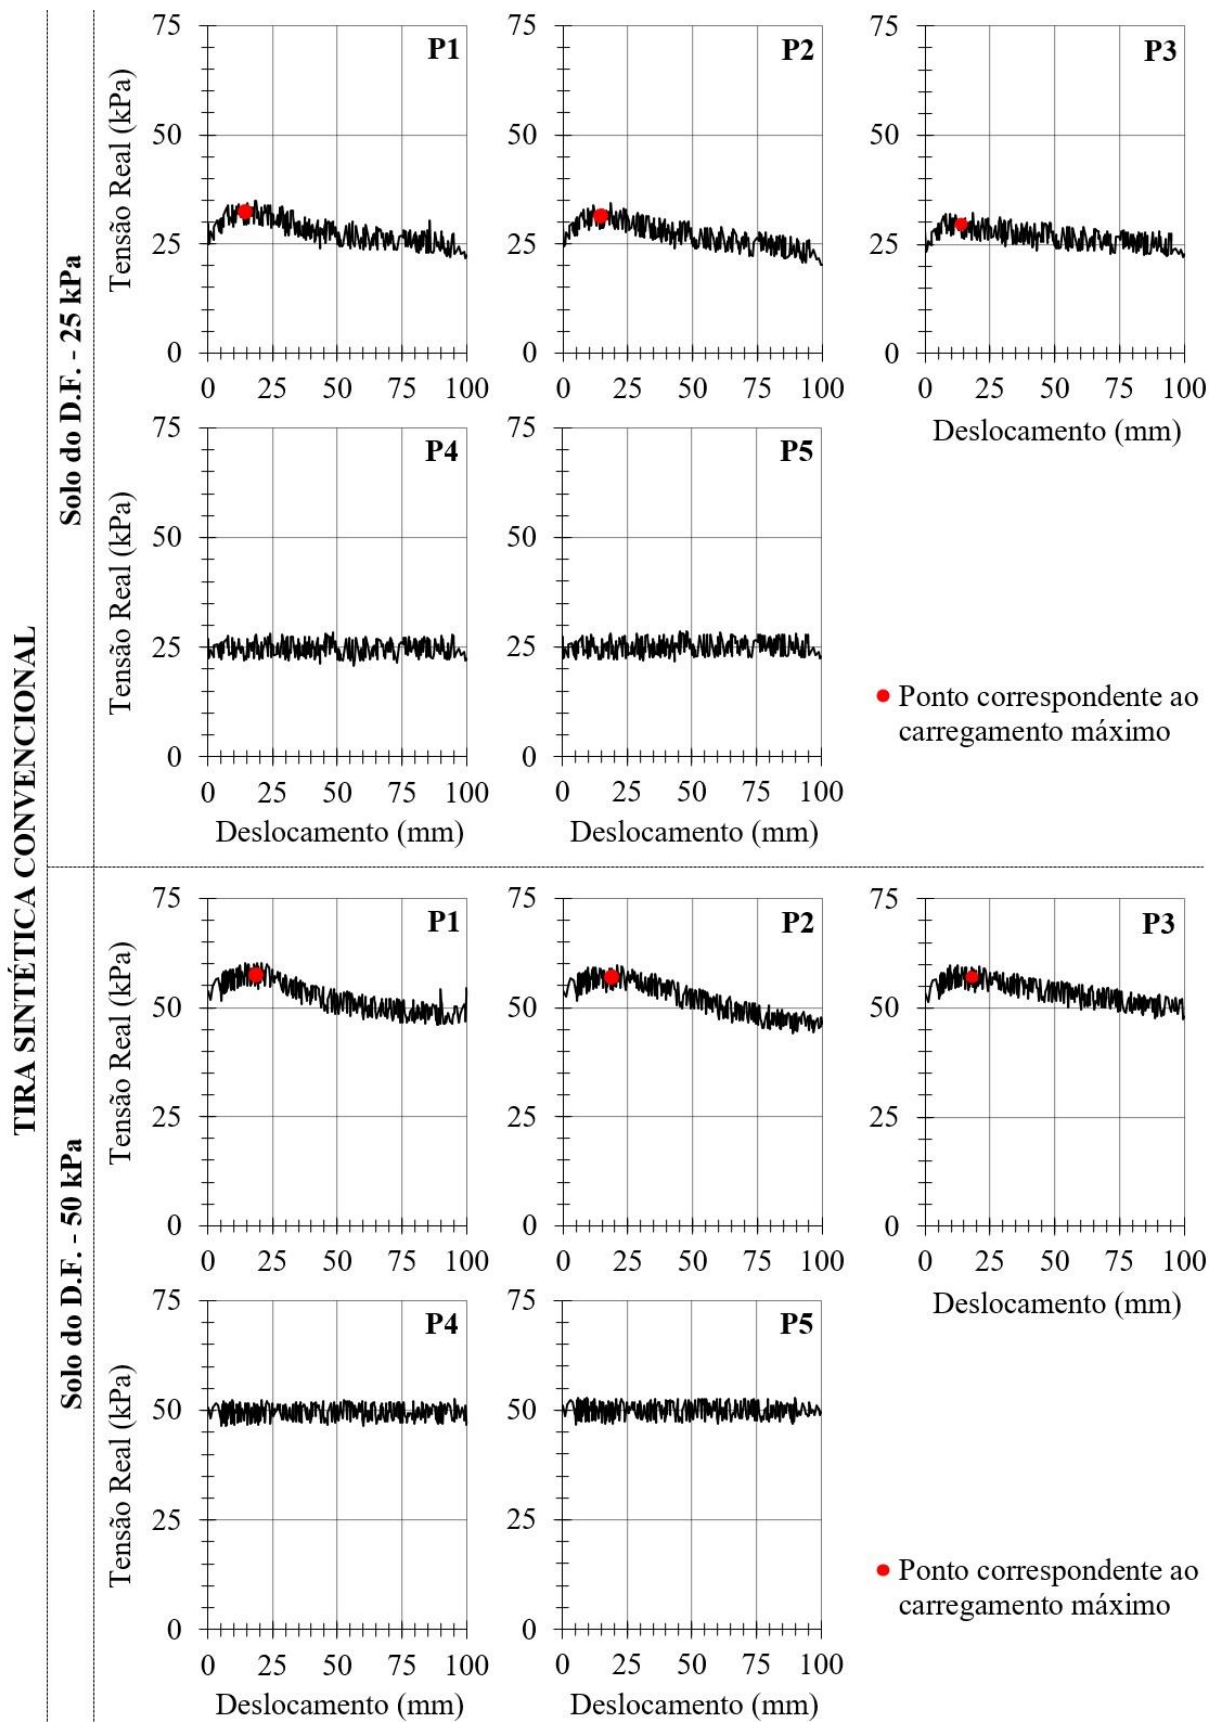 TIRA SINTÉTICA CONVENCIONAL
Solo do D.F. - 25 kPa
Tensão Real (kPa)
75
50
25
0
P1
0 25 50 75 100
75
50
25
0
P2
0 25 50 75 100
75
50
25
0
P3
0 25 50 75 100
Deslocamento (mm)
Tensão Real (kPa)
75
50
25
0
P4
0 25 50 75 100
Deslocamento (mm)
75
50
25
0
P5
0 25 50 75 100
Deslocamento (mm)
Ponto correspondente ao
carregamento máximo
Solo do D.F. - 50 kPa
Tensão Real (kPa)
75
50
25
0
P1
0 25 50 75 100
75
50
25
0
P2
0 25 50 75 100
75
50
25
0
P3
0 25 50 75 100
Deslocamento (mm)
Tensão Real (kPa)
75
50
25
0
P4
0 25 50 75 100
Deslocamento (mm)
75
50
25
0
P5
0 25 50 75 100
Deslocamento (mm)
Ponto correspondente ao
carregamento máximo